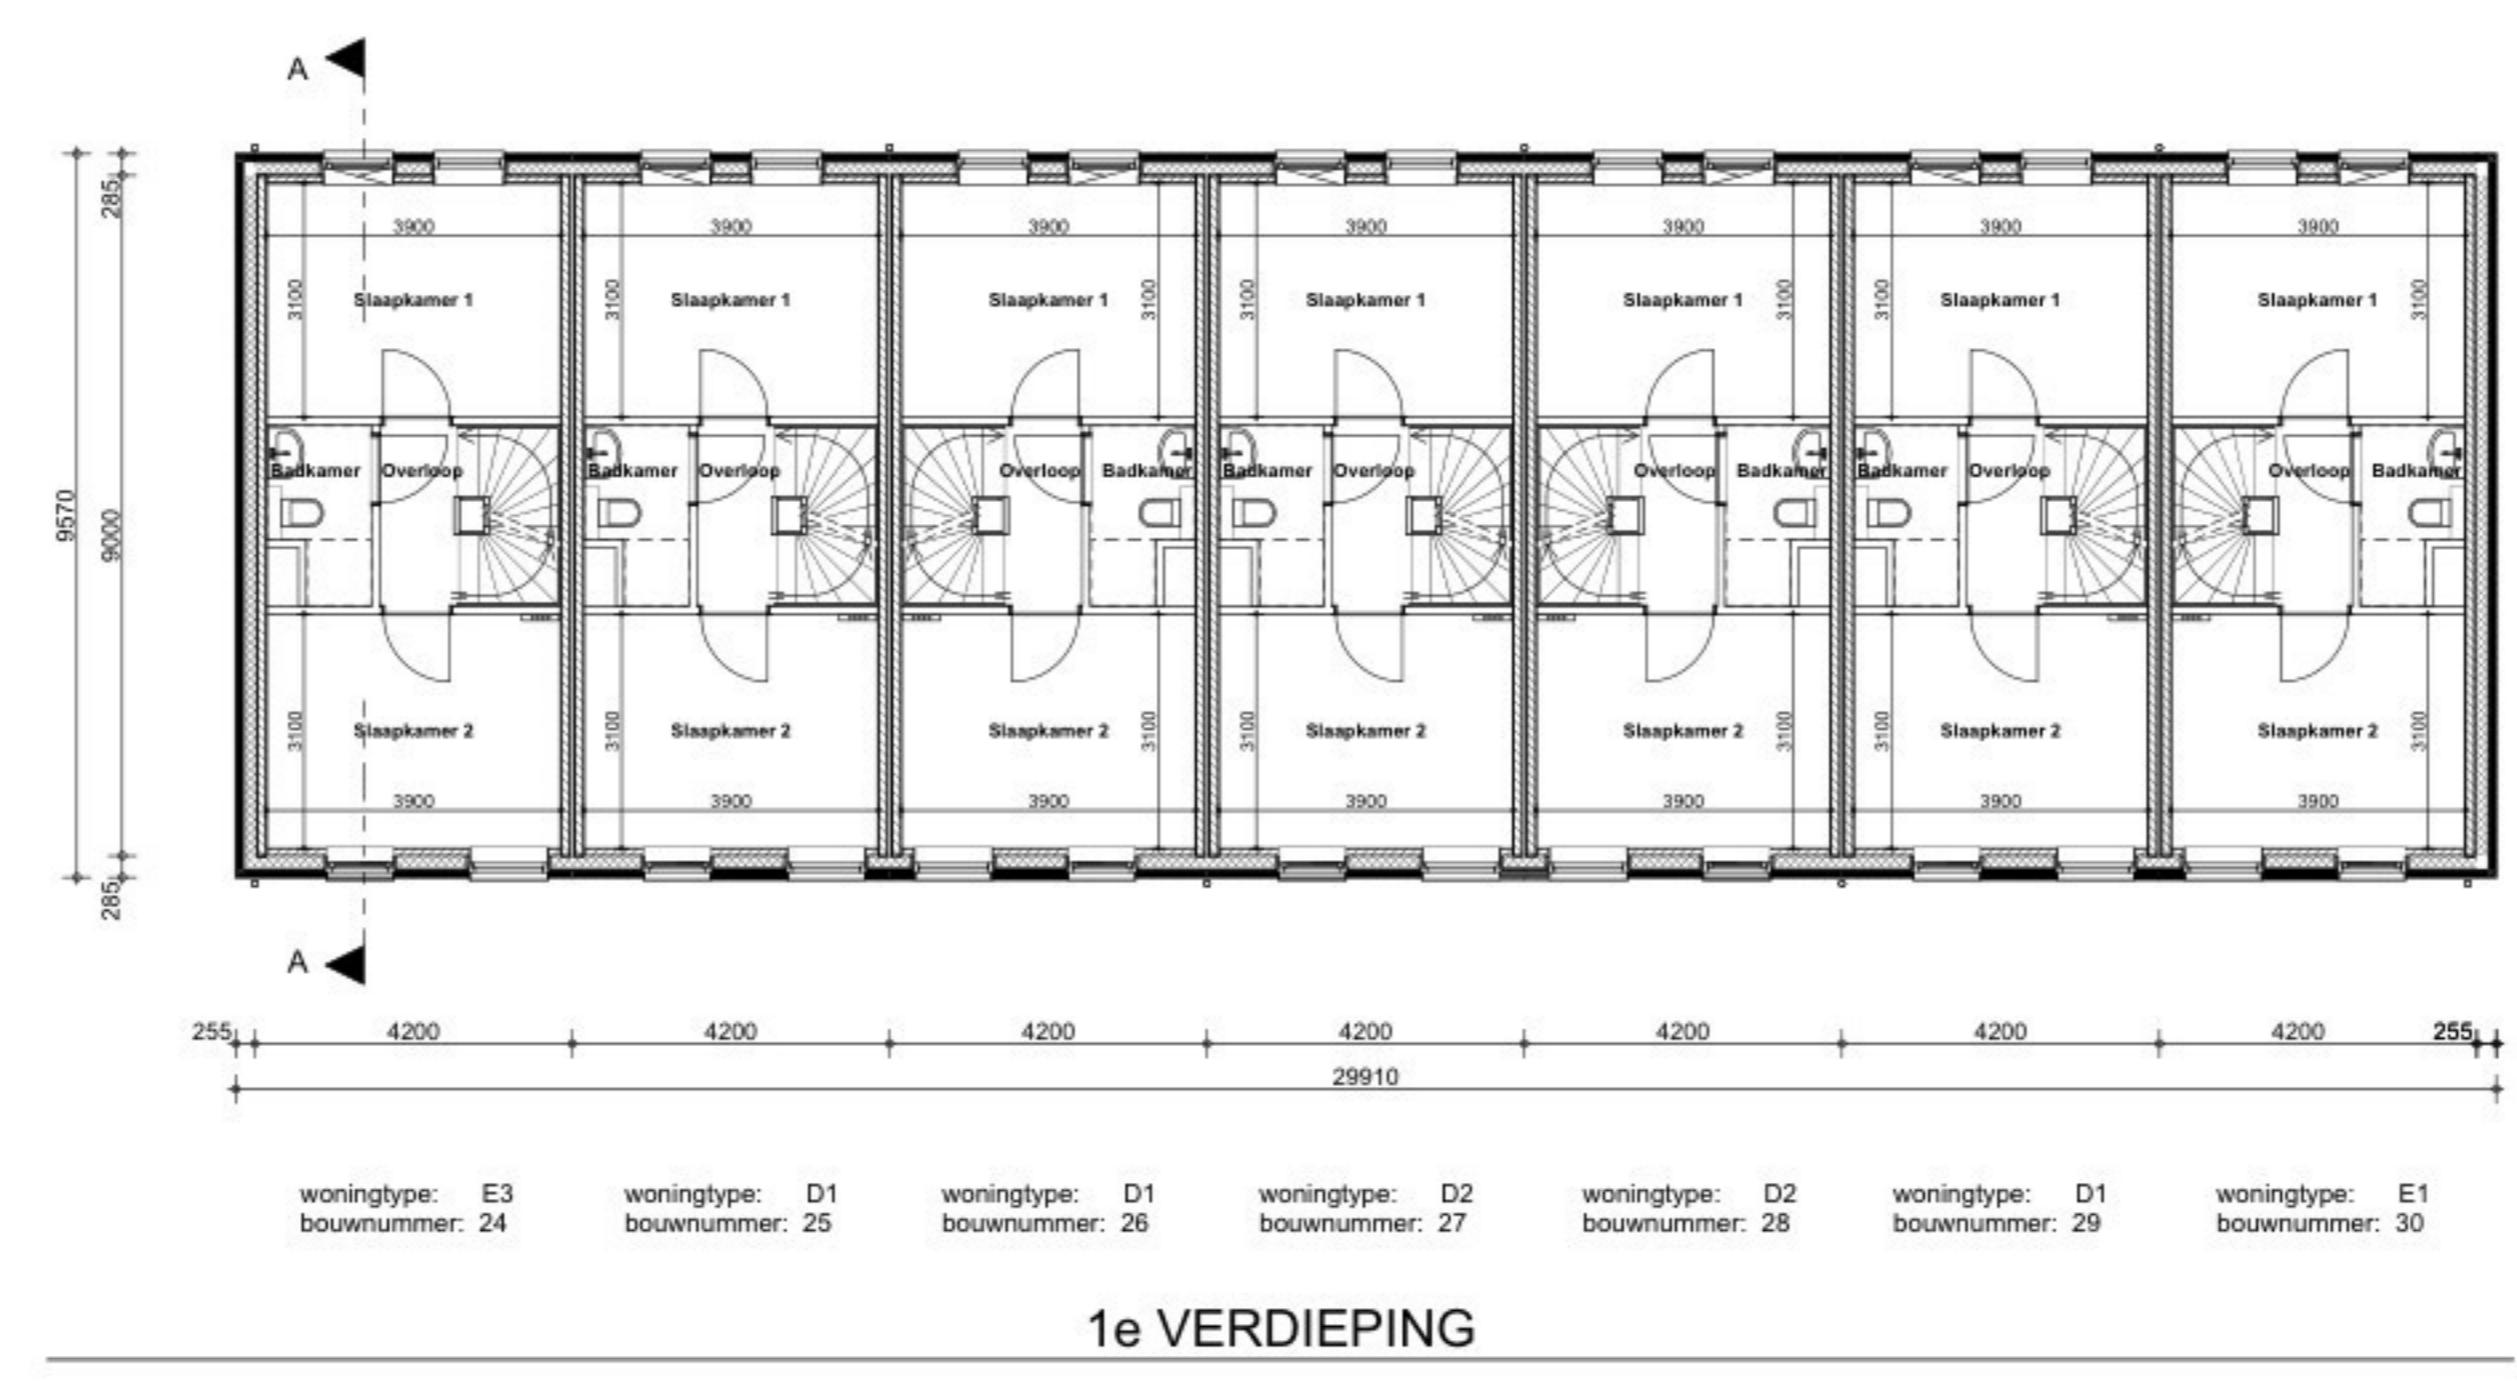 A
285
3900 3900 3900 3900 3900 3900 3900
3100 3100 3100 3100 3100 3100 3100
Slaapkamer 1 Slaapkamer 1 Slaapkamer 1 Slaapkamer 1 Slaapkamer 1 Slaapkamer 1 Slaapkamer 1
Badkamer Overloop Badkamer Overloop Overloop Badkamer Badkamer Overloop Overloop Badkamer Badkamer Overloop Overloop Badkamer
9570 9000
Slaapkamer 2 Slaapkamer 2 Slaapkamer 2 Slaapkamer 2 Slaapkamer 2 Slaapkamer 2 Slaapkamer 2
3100 3100 3100 3100 3100 3100 3100
3900 3900 3900 3900 3900 3900 3900
285
A
255 4200 4200 4200 4200 4200 4200 4200 255
29910
woningtype: E3 woningtype: D1 woningtype: D1 woningtype: D2 woningtype: D2 woningtype: D1 woningtype: E1
bouwnummer: 24 bouwnummer: 25 bouwnummer: 26 bouwnummer: 27 bouwnummer: 28 bouwnummer: 29 bouwnummer: 30
1e VERDIEPING